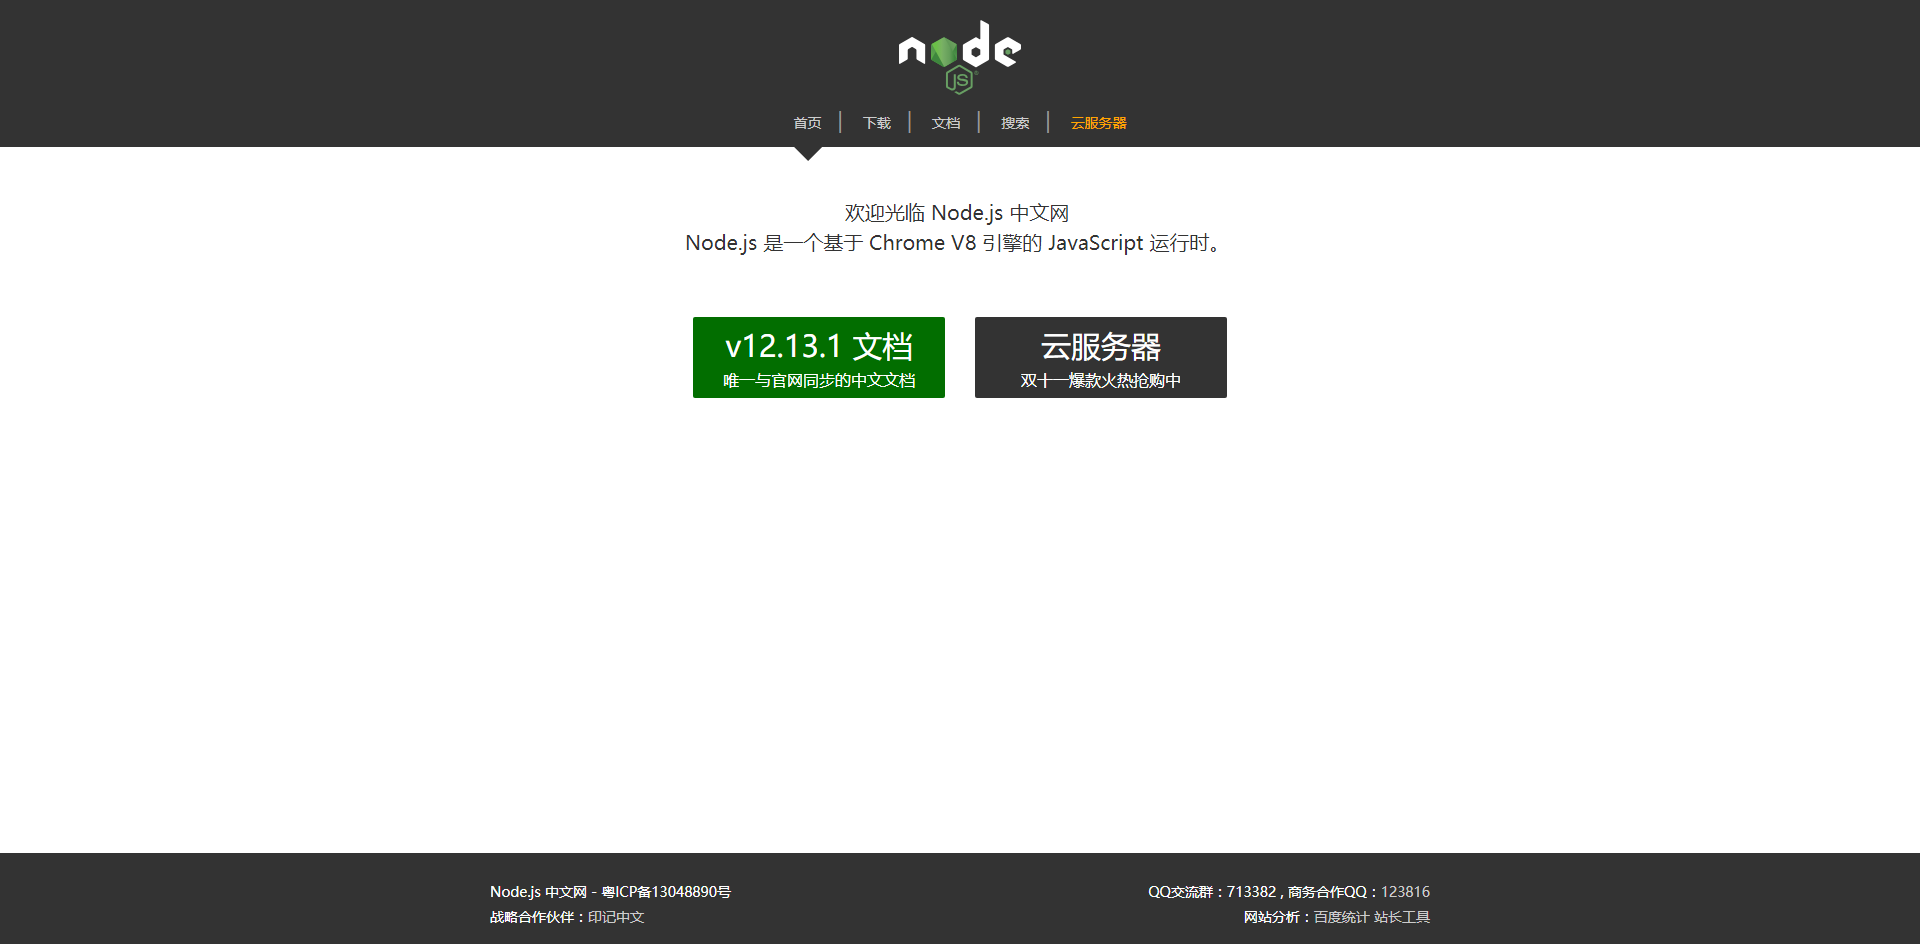 node
JS
首页 下载 文档 搜索 云服务器
欢迎光临 Node.js 中文网
Node.js 是一个基于 Chrome V8 引擎的 JavaScript 运行时。
v12.13.1 文档
唯一与官网同步的中文文档
云服务器
双十一爆款火热抢购中
Node.js 中文网 - 粤ICP备13048890号
战略合作伙伴：印记中文
QQ交流群：713382 , 商务合作QQ：123816
网站分析：百度统计 站长工具